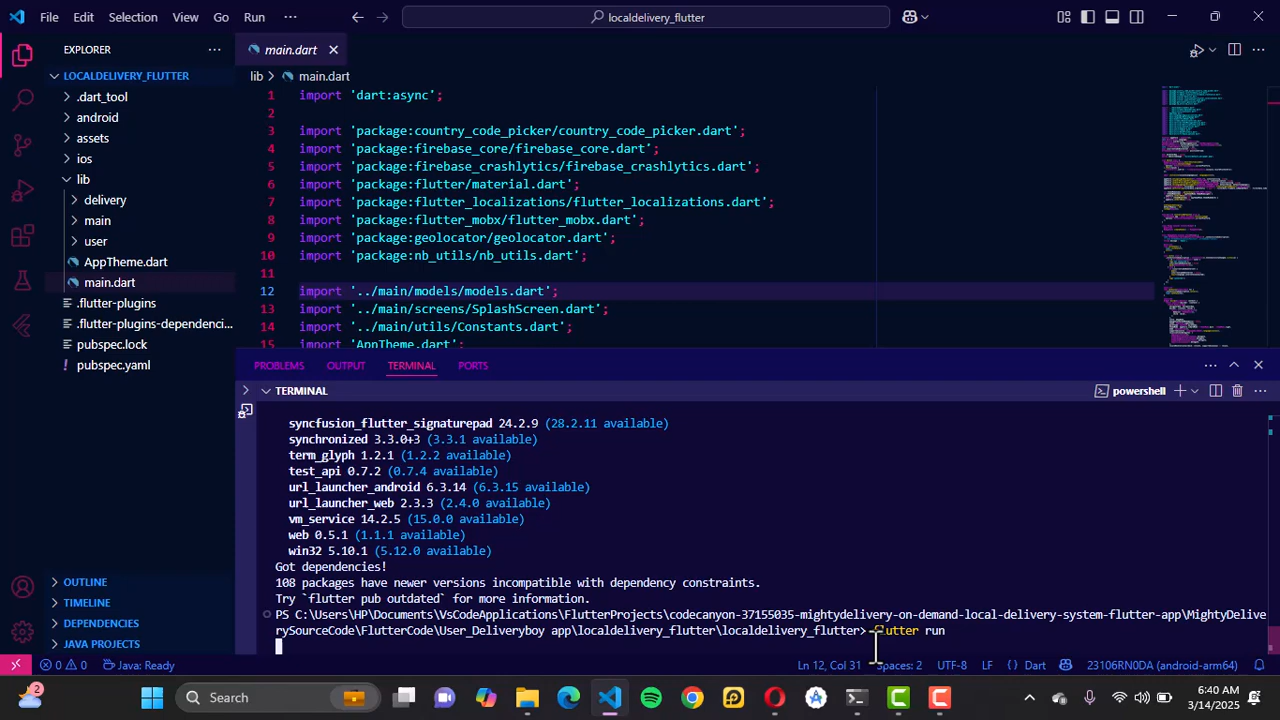 File Edit Selection View Go Run ··· localdelivery_flutter
EXPLORER ···
LOCALDELIVERY_FLUTTER
.dart_tool
android
assets
ios
lib
delivery
main
user
AppTheme.dart
main.dart
.flutter-plugins
.flutter-plugins-dependenci...
pubspec.lock
pubspec.yaml
OUTLINE
TIMELINE
DEPENDENCIES
JAVA PROJECTS
main.dart
lib > main.dart
1 import 'dart:async';
2
3 import 'package:country_code_picker/country_code_picker.dart';
4 import 'package:firebase_core/firebase_core.dart';
5 import 'package:firebase_crashlytics/firebase_crashlytics.dart';
6 import 'package:flutter/material.dart';
7 import 'package:flutter_localizations/flutter_localizations.dart';
8 import 'package:flutter_mobx/flutter_mobx.dart';
9 import 'package:geolocator/geolocator.dart';
10 import 'package:nb_utils/nb_utils.dart';
11
12 import '../main/models/models.dart';
13 import '../main/screens/SplashScreen.dart';
14 import '../main/utils/Constants.dart';
15 import 'AppTheme.dart';
PROBLEMS OUTPUT TERMINAL PORTS
TERMINAL powershell
syncfusion_flutter_signaturepad 24.2.9 (28.2.11 available)
synchronized 3.3.0+3 (3.3.1 available)
term_glyph 1.2.1 (1.2.2 available)
test_api 0.7.2 (0.7.4 available)
url_launcher_android 6.3.14 (6.3.15 available)
url_launcher_web 2.3.3 (2.4.0 available)
vm_service 14.2.5 (15.0.0 available)
web 0.5.1 (1.1.1 available)
win32 5.10.1 (5.12.0 available)
Got dependencies!
108 packages have newer versions incompatible with dependency constraints.
Try `flutter pub outdated` for more information.
PS C:\Users\HP\Documents\VsCodeApplications\FlutterProjects\codecanyon-37155035-mightydelivery-on-demand-local-delivery-system-flutter-app\MightyDelive
rySourceCode\FlutterCode\User_Deliveryboy app\localdelivery_flutter\localdelivery_flutter> flutter run
0 0 Java: Ready Ln 12, Col 31 Spaces: 2 UTF-8 LF {} Dart 23106RN0DA (android-arm64)
2 Search 6:40 AM
3/14/2025